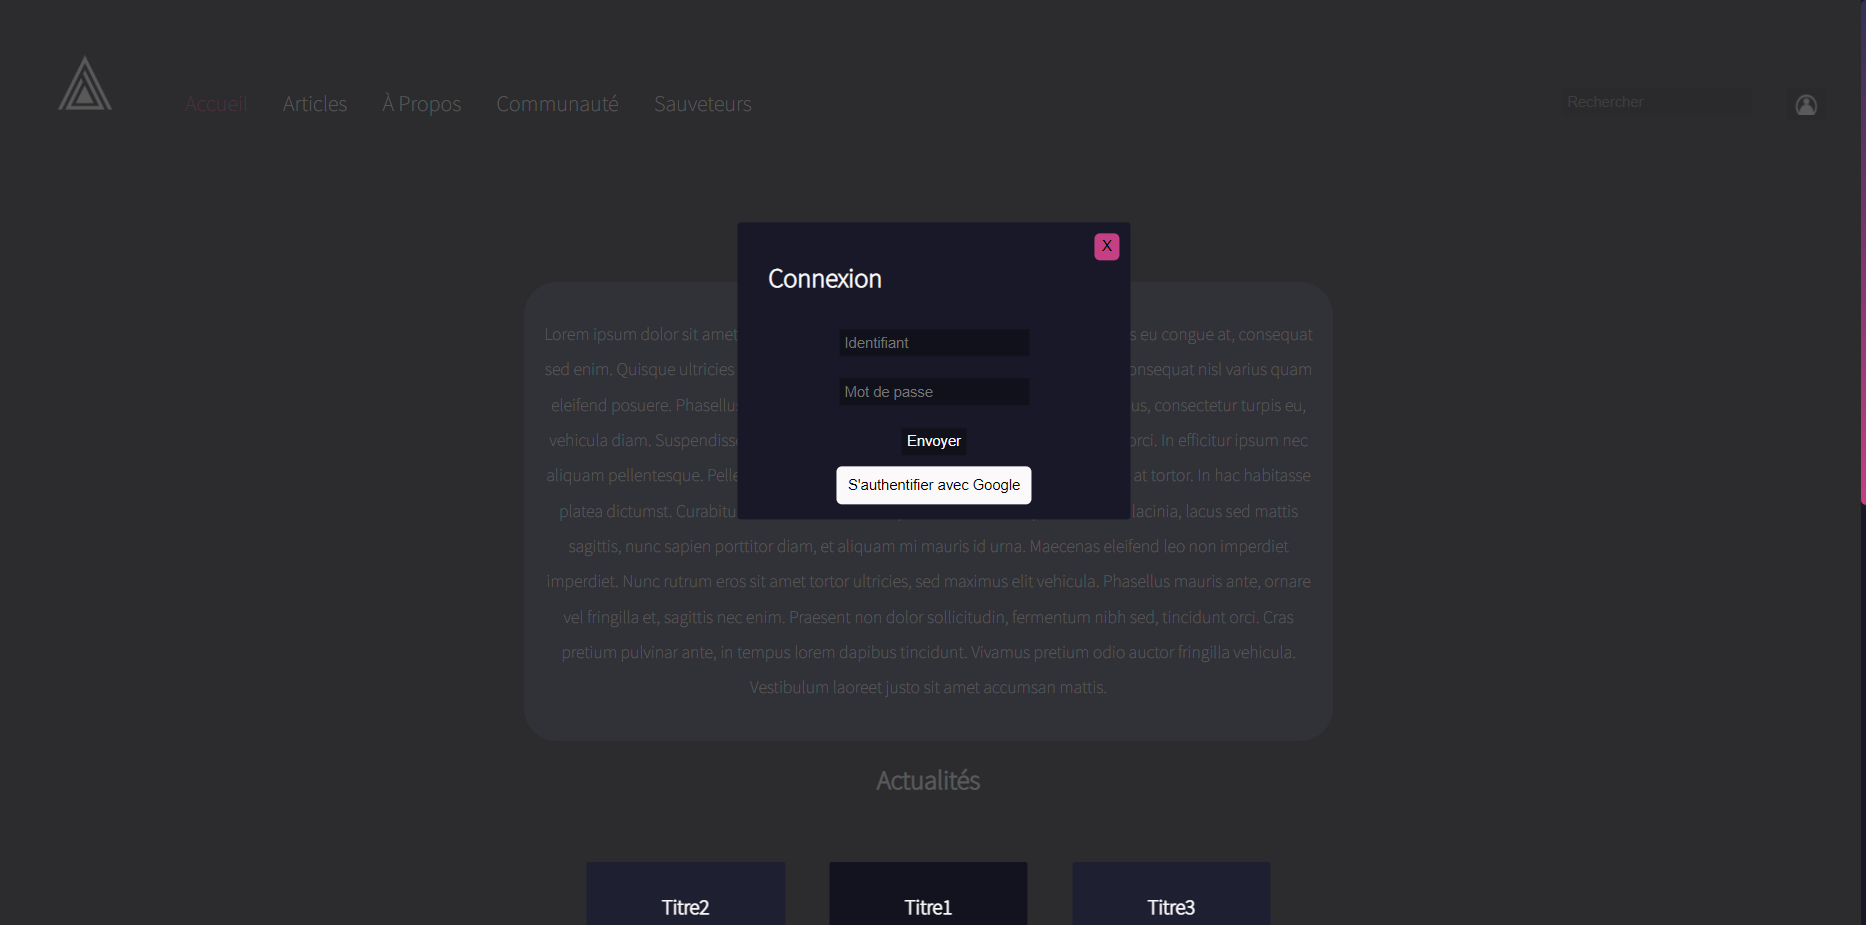 Accueil Articles À Propos Communauté Sauveteurs Rechercher
X
Connexion
Identifiant
Mot de passe
Envoyer
S'authentifier avec Google
Lorem ipsum dolor sit amet s eu congue at, consequat
sed enim. Quisque ultricies onsequat nisl varius quam
eleifend posuere. Phasellu us, consectetur turpis eu,
vehicula diam. Suspendisse orci. In efficitur ipsum nec
aliquam pellentesque. Pelle at tortor. In hac habitasse
platea dictumst. Curabitu lacinia, lacus sed mattis
sagittis, nunc sapien porttitor diam, et aliquam mi mauris id urna. Maecenas eleifend leo non imperdiet
imperdiet. Nunc rutrum eros sit amet tortor ultricies, sed maximus elit vehicula. Phasellus mauris ante, ornare
vel fringilla et, sagittis nec enim. Praesent non dolor sollicitudin, fermentum nibh sed, tincidunt orci. Cras
pretium pulvinar ante, in tempus lorem dapibus tincidunt. Vivamus pretium odio auctor fringilla vehicula.
Vestibulum laoreet justo sit amet accumsan mattis.
Actualités
Titre2 Titre1 Titre3